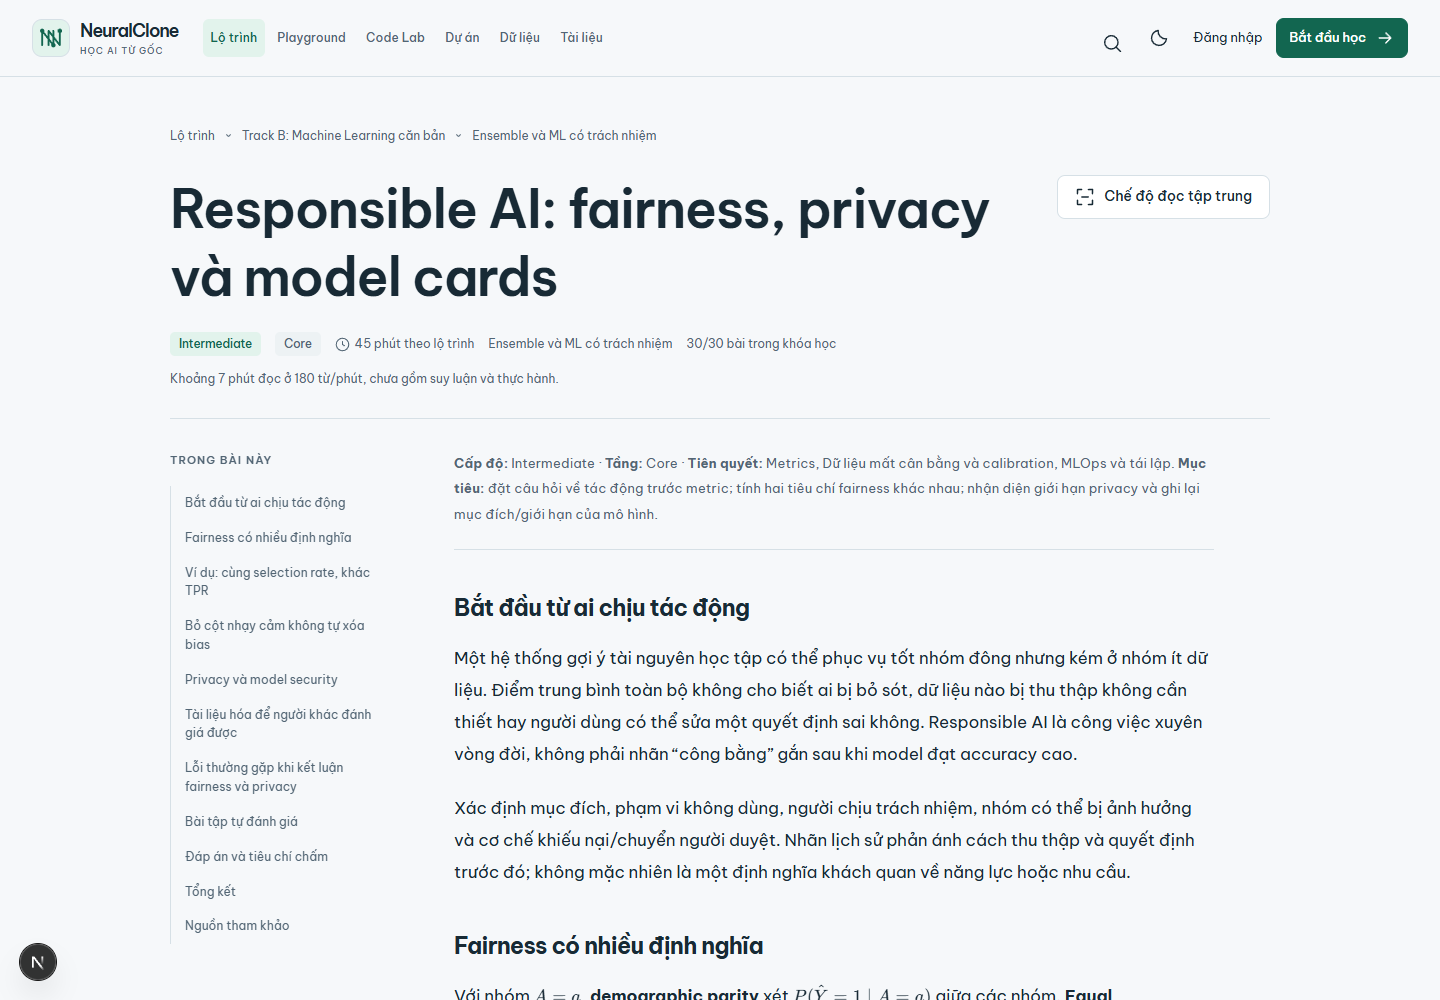 NeuralClone
HỌC AI TỪ GỐC
Lộ trình
Playground
Code Lab
Dự án
Dữ liệu
Tài liệu
Đăng nhập
Bắt đầu học
Lộ trình
Track B: Machine Learning căn bản
Ensemble và ML có trách nhiệm
Responsible AI: fairness, privacy
và model cards
Chế độ đọc tập trung
Intermediate
Core
45 phút theo lộ trình
Ensemble và ML có trách nhiệm
30/30 bài trong khóa học
Khoảng 7 phút đọc ở 180 từ/phút, chưa gồm suy luận và thực hành.
TRONG BÀI NÀY
Bắt đầu từ ai chịu tác động
Fairness có nhiều định nghĩa
Ví dụ: cùng selection rate, khác
TPR
Bỏ cột nhạy cảm không tự xóa
bias
Privacy và model security
Tài liệu hóa để người khác đánh
giá được
Lỗi thường gặp khi kết luận
fairness và privacy
Bài tập tự đánh giá
Đáp án và tiêu chí chấm
Tổng kết
Nguồn tham khảo
Cấp độ: Intermediate · Tầng: Core · Tiên quyết: Metrics, Dữ liệu mất cân bằng và calibration, MLOps và tái lập. Mục
tiêu: đặt câu hỏi về tác động trước metric; tính hai tiêu chí fairness khác nhau; nhận diện giới hạn privacy và ghi lại
mục đích/giới hạn của mô hình.
Bắt đầu từ ai chịu tác động
Một hệ thống gợi ý tài nguyên học tập có thể phục vụ tốt nhóm đông nhưng kém ở nhóm ít dữ
liệu. Điểm trung bình toàn bộ không cho biết ai bị bỏ sót, dữ liệu nào bị thu thập không cần
thiết hay người dùng có thể sửa một quyết định sai không. Responsible AI là công việc xuyên
vòng đời, không phải nhãn “công bằng” gắn sau khi model đạt accuracy cao.
Xác định mục đích, phạm vi không dùng, người chịu trách nhiệm, nhóm có thể bị ảnh hưởng
và cơ chế khiếu nại/chuyển người duyệt. Nhãn lịch sử phản ánh cách thu thập và quyết định
trước đó; không mặc nhiên là một định nghĩa khách quan về năng lực hoặc nhu cầu.
Fairness có nhiều định nghĩa
Với nhóm A = a, demographic parity xét P(Ŷ = 1 | A = a) giữa các nhóm. Equal